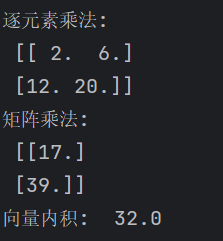 逐元素乘法:
[[ 2.  6.]
[12. 20.]]
矩阵乘法:
[[17.]
[39.]]
向量内积:  32.0